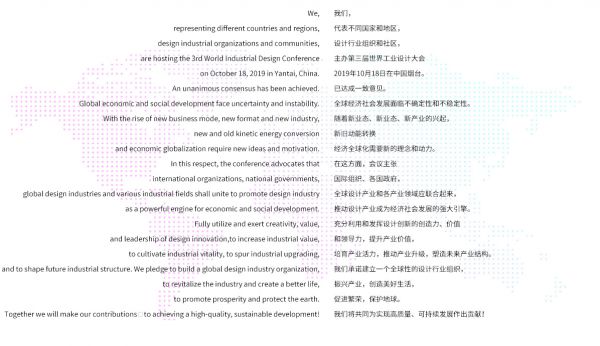 We, 我们，
representing different countries and regions, 代表不同国家和地区，
design industrial organizations and communities, 设计行业组织和社区，
are hosting the 3rd World Industrial Design Conference 主办第三届世界工业设计大会
on October 18, 2019 in Yantai, China. 2019年10月18日在中国烟台。
An unanimous consensus has been achieved. 已达成一致意见。
Global economic and social development face uncertainty and instability. 全球经济社会发展面临不确定性和不稳定性。
With the rise of new business mode, new format and new industry, 随着新业态、新业态、新产业的兴起，
new and old kinetic energy conversion 新旧动能转换
and economic globalization require new ideas and motivation. 经济全球化需要新的理念和动力。
In this respect, the conference advocates that 在这方面，会议主张
international organizations, national governments, 国际组织、各国政府，
global design industries and various industrial fields shall unite to promote design industry 全球设计产业和各产业领域应联合起来，
as a powerful engine for economic and social development. 推动设计产业成为经济社会发展的强大引擎。
Fully utilize and exert creativity, value, 充分利用和发挥设计创新的创造力、价值
and leadership of design innovation,to increase industrial value, 和领导力，提升产业价值，
to cultivate industrial vitality, to spur industrial upgrading, 培育产业活力，推动产业升级，塑造未来产业结构。
and to shape future industrial structure. We pledge to build a global design industry organization, 我们承诺建立一个全球性的设计行业组织，
to revitalize the industry and create a better life, 振兴产业，创造美好生活，
to promote prosperity and protect the earth. 促进繁荣，保护地球。
Together we will make our contributions□to achieving a high-quality, sustainable development! 我们将共同为实现高质量、可持续发展作出贡献！